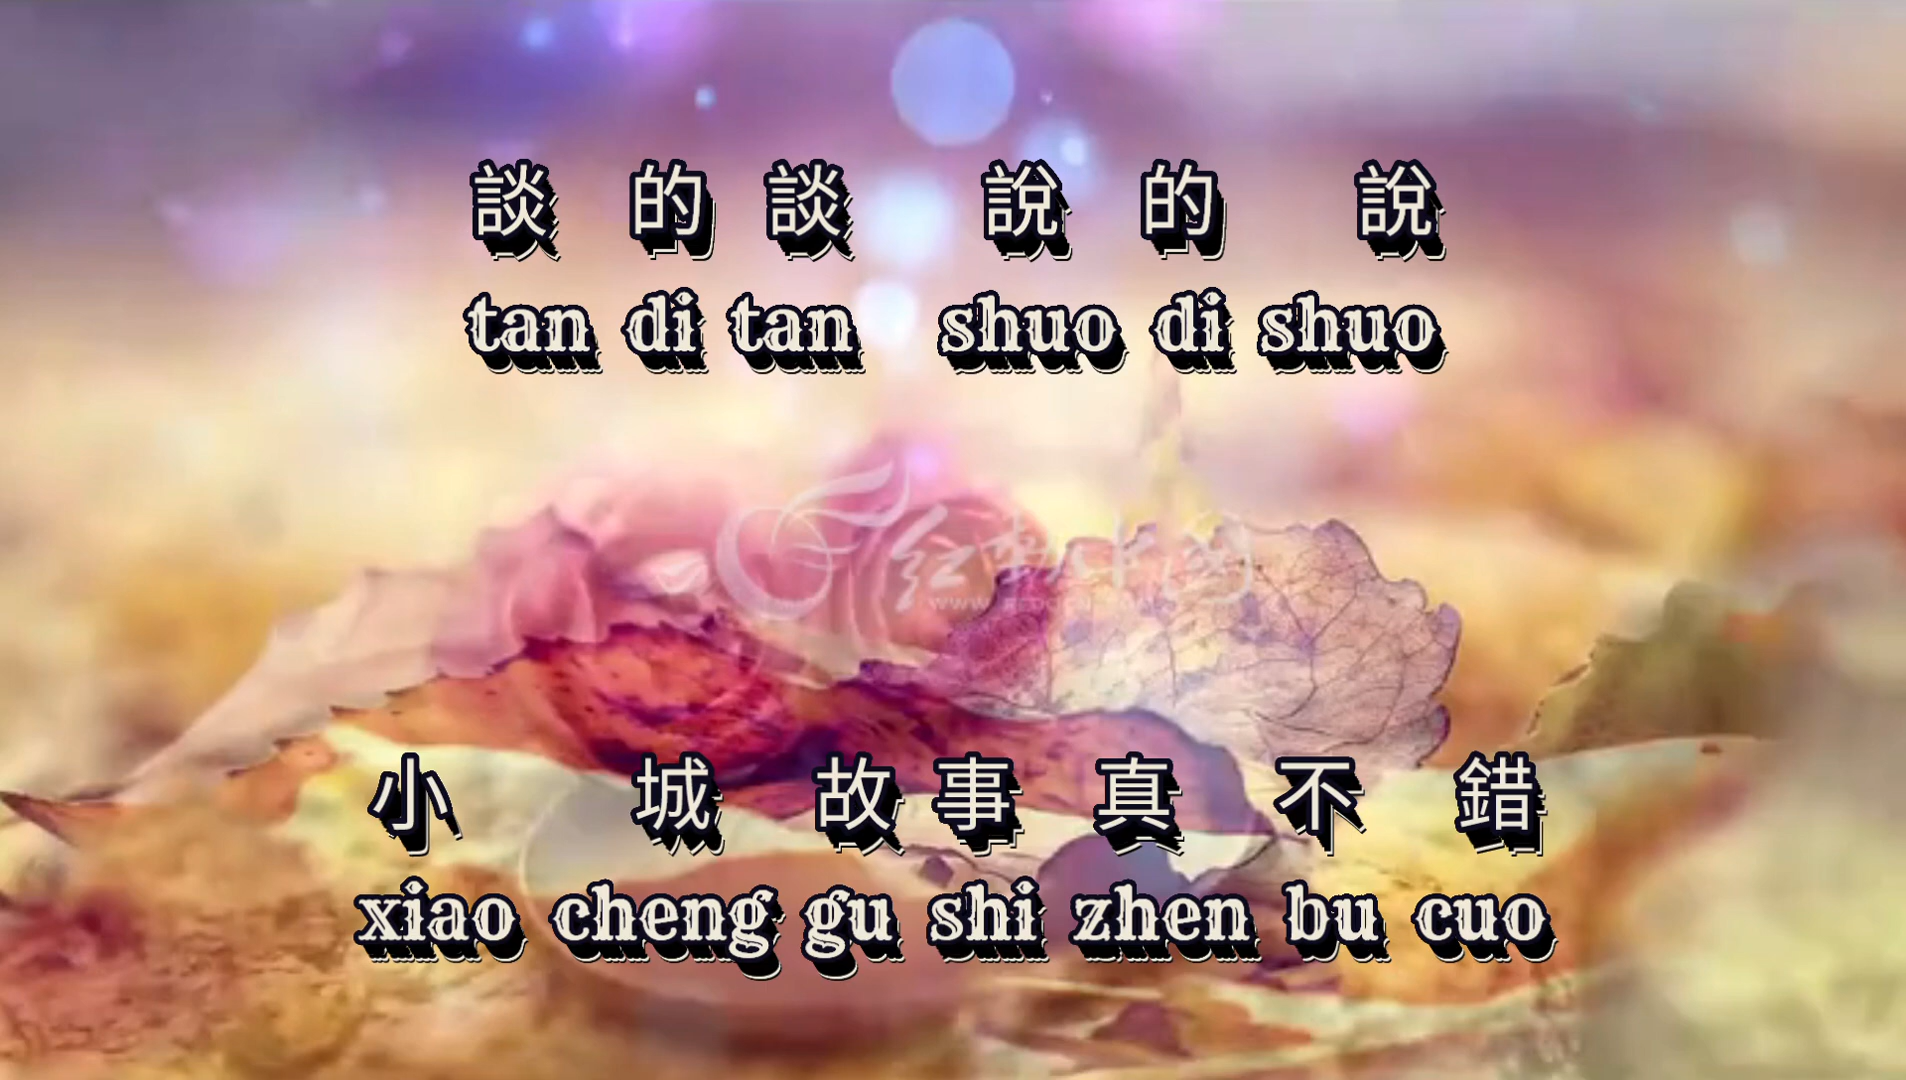 談 的 談 說 的 說
tan di tan shuo di shuo
小 城 故 事 真 不 錯
xiao cheng gu shi zhen bu cuo